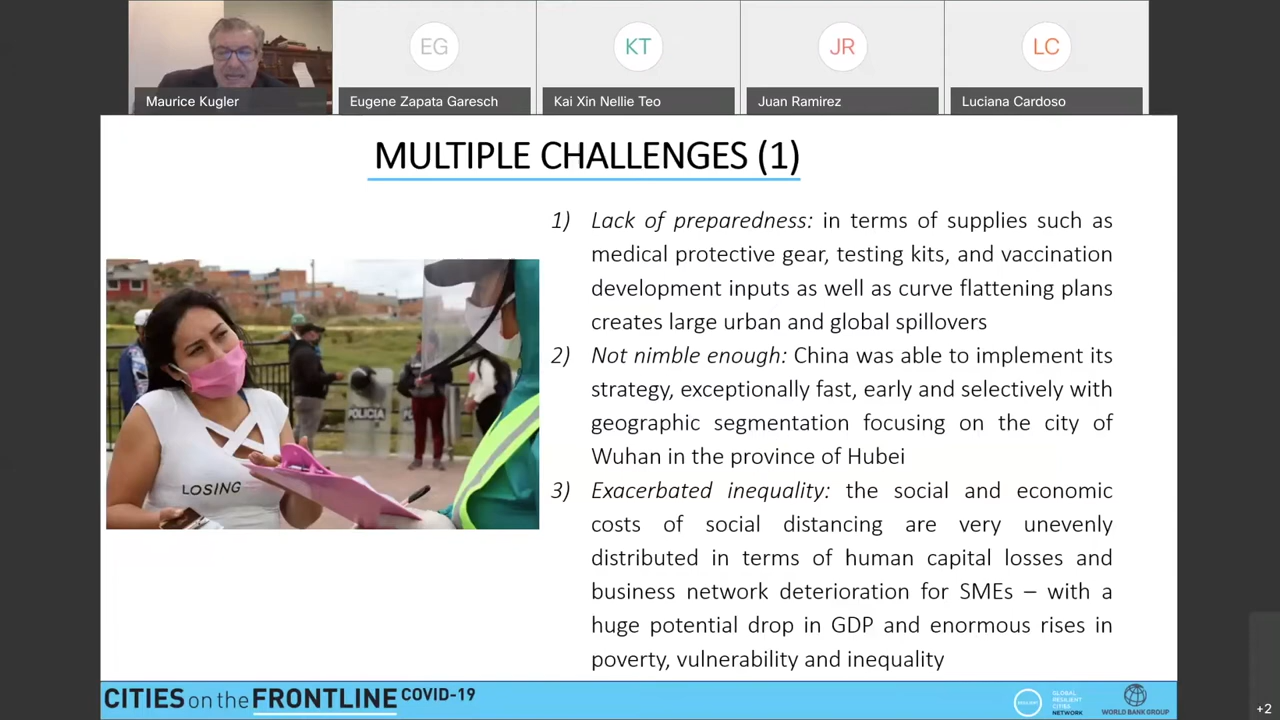 EG
KT
JR
LC
Maurice Kugler
Eugene Zapata Garesch
Kai Xin Nellie Teo
Juan Ramirez
Luciana Cardoso
MULTIPLE CHALLENGES (1)
1) Lack of preparedness: in terms of supplies such as
medical protective gear, testing kits, and vaccination
development inputs as well as curve flattening plans
creates large urban and global spillovers
2) Not nimble enough: China was able to implement its
strategy, exceptionally fast, early and selectively with
geographic segmentation focusing on the city of
Wuhan in the province of Hubei
3) Exacerbated inequality: the social and economic
costs of social distancing are very unevenly
distributed in terms of human capital losses and
business network deterioration for SMEs – with a
huge potential drop in GDP and enormous rises in
poverty, vulnerability and inequality
POLICIA
LOSING
CITIES on the FRONTLINE COVID-19
RESILIENT
GLOBAL
RESILIENT
CITIES
NETWORK
WORLD BANK GROUP
+2